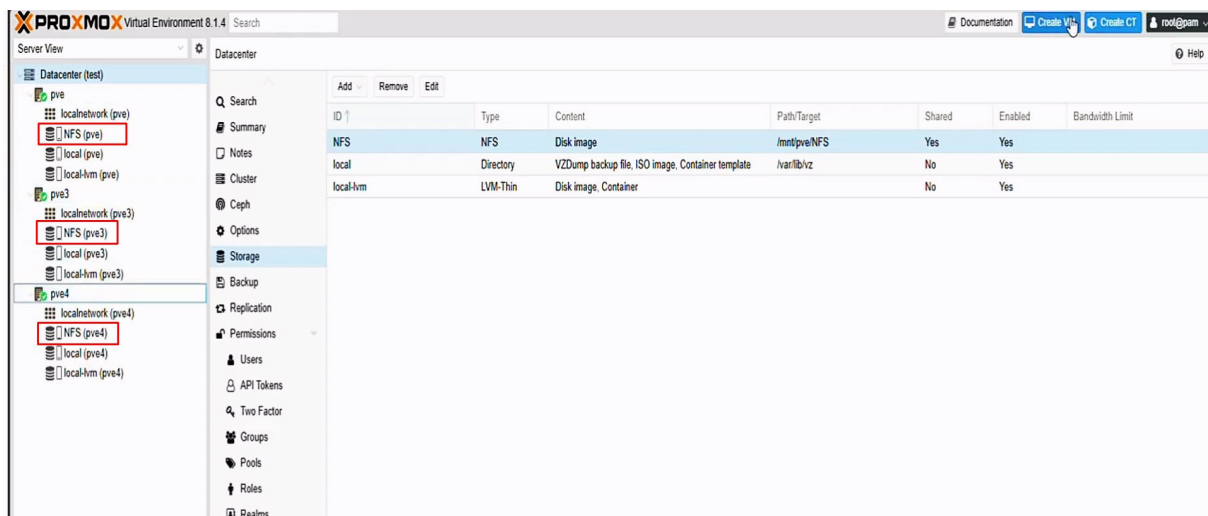 PROXMOX Virtual Environment 8.1.4 Search Documentation Create VM Create CT root@pam
Server View
Datacenter Help
Datacenter (test)
pve
localnetwork (pve)
NFS (pve)
local (pve)
local-lvm (pve)
pve3
localnetwork (pve3)
NFS (pve3)
local (pve3)
local-lvm (pve3)
pve4
localnetwork (pve4)
NFS (pve4)
local (pve4)
local-lvm (pve4)
Search
Summary
Notes
Cluster
Ceph
Options
Storage
Backup
Replication
Permissions
Users
API Tokens
Two Factor
Groups
Pools
Roles
Realms
Add Remove Edit
ID Type Content Path/Target Shared Enabled Bandwidth Limit
NFS NFS Disk image /mnt/pve/NFS Yes Yes
local Directory VZDump backup file, ISO image, Container template /var/lib/vz No Yes
local-lvm LVM-Thin Disk image, Container No Yes